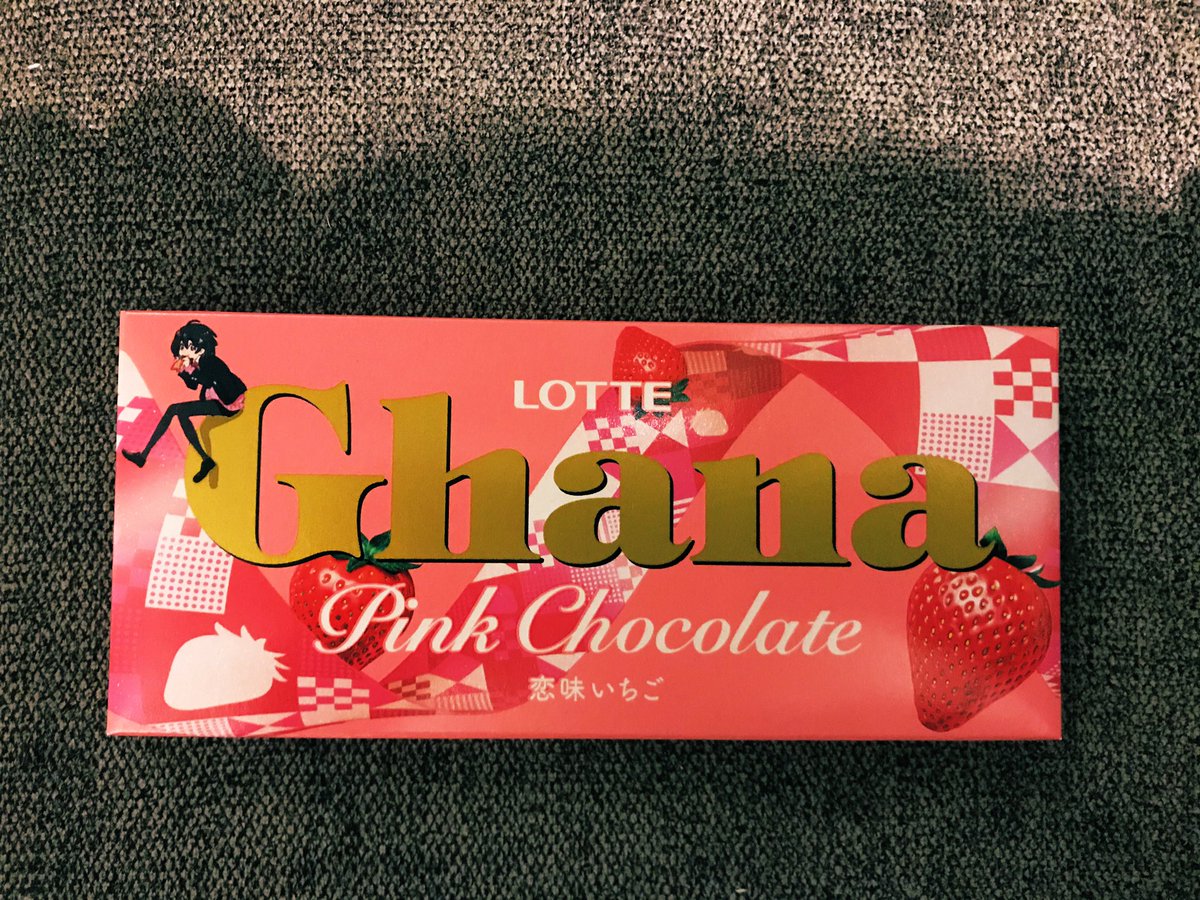 LOTTE
Ghana
Pink Chocolate
恋味いちご